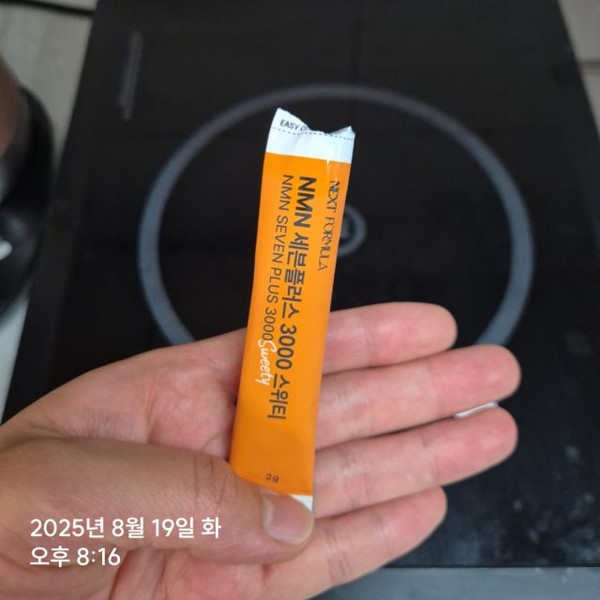 EASY
NEXT FORMULA
NMN 세븐플러스 3000 스위티
NMN SEVEN PLUS 3000 Sweety
2g
2025년 8월 19일 화
오후 8:16